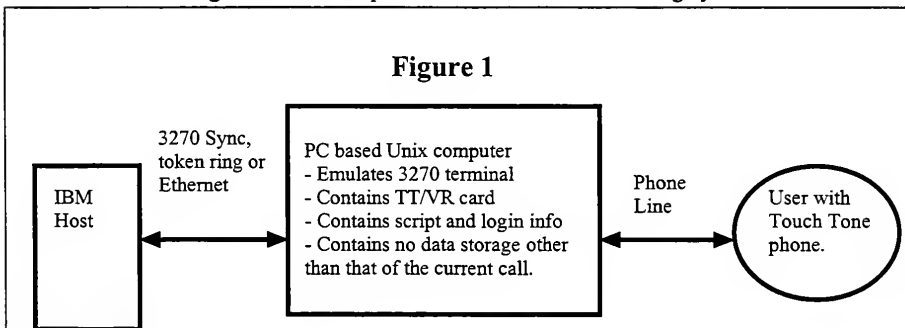 Figure 1
3270 Sync,
token ring or
Ethernet
IBM
Host
PC based Unix computer
- Emulates 3270 terminal
- Contains TT/VR card
- Contains script and login info
- Contains no data storage other
than that of the current call.
Phone
Line
User with
Touch Tone
phone.